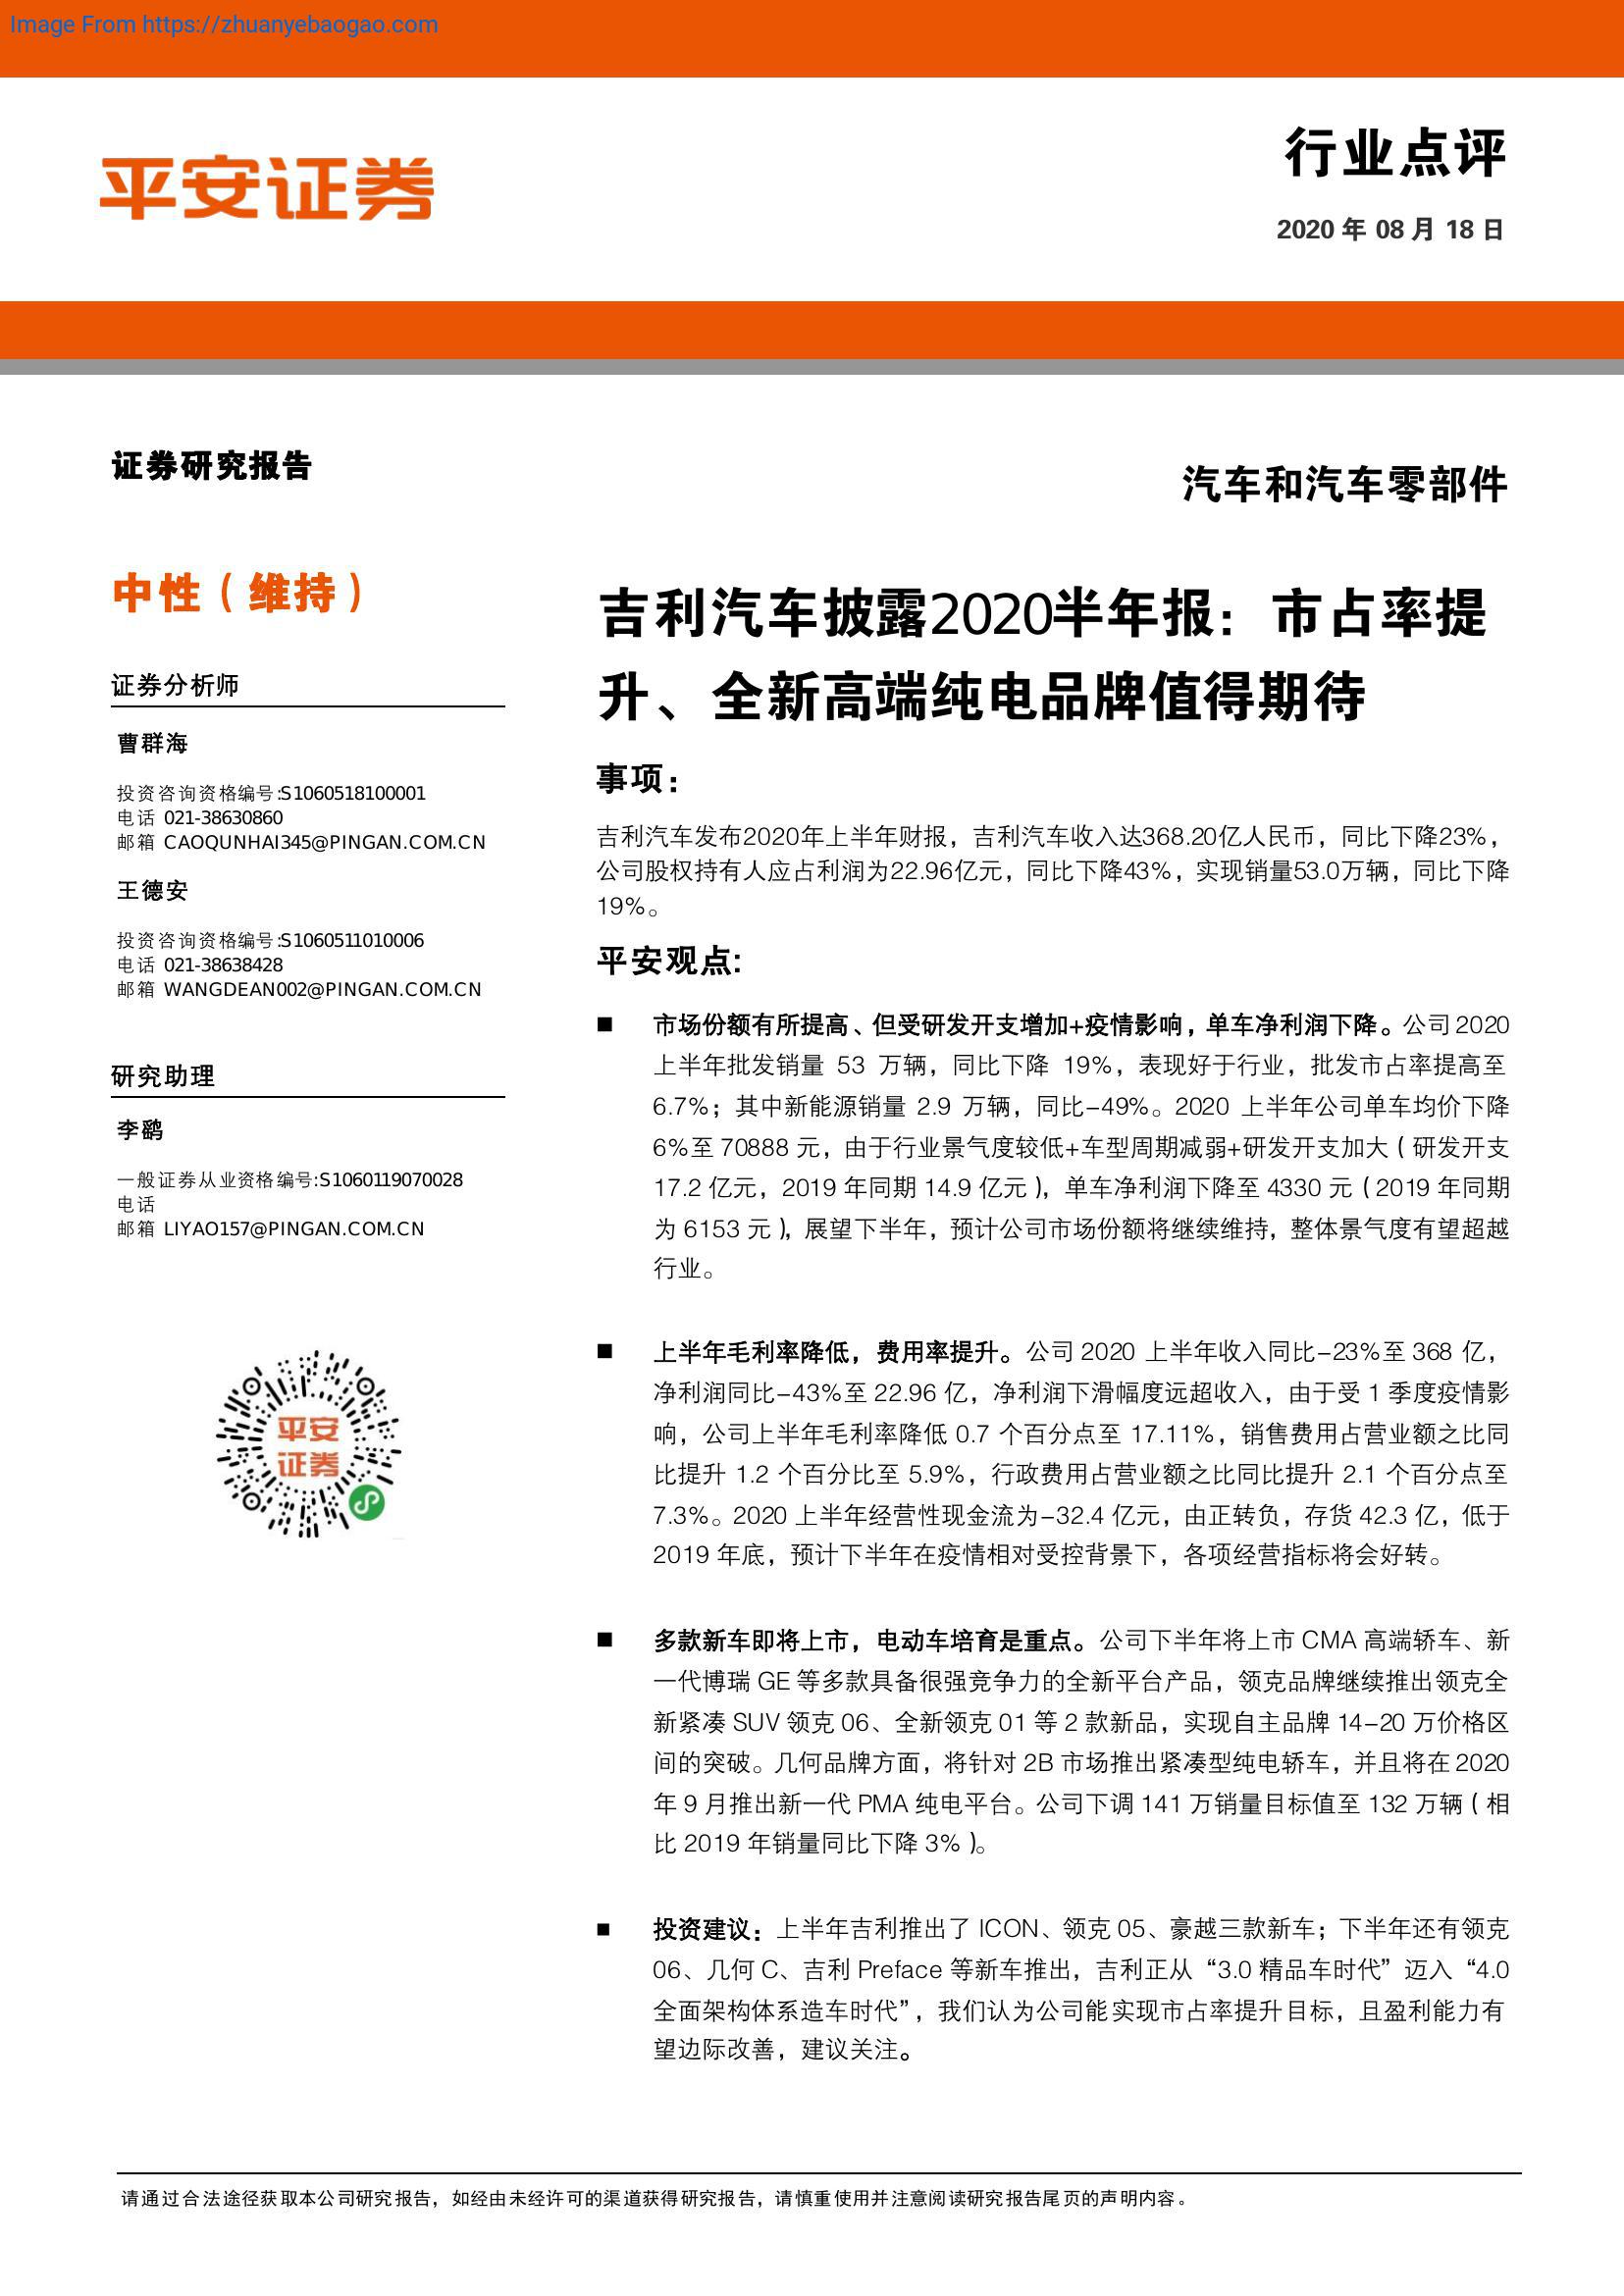 Image From https://zhuanyebaogao.com
平安证券
行业点评
2020 年 08 月 18 日
证券研究报告
汽车和汽车零部件
中性（维持）
证券分析师
曹群海
投资咨询资格编号:S1060518100001
电话 021-38630860
邮箱 CAOQUNHAI345@PINGAN.COM.CN
王德安
投资咨询资格编号:S1060511010006
电话 021-38638428
邮箱 WANGDEAN002@PINGAN.COM.CN
研究助理
李鹞
一般证券从业资格编号:S1060119070028
电话
邮箱 LIYAO157@PINGAN.COM.CN
平安
证券
吉利汽车披露2020半年报：市占率提
升、全新高端纯电品牌值得期待
事项：
吉利汽车发布2020年上半年财报，吉利汽车收入达368.20亿人民币，同比下降23%，
公司股权持有人应占利润为22.96亿元，同比下降43%，实现销量53.0万辆，同比下降
19%。
平安观点:
■ 市场份额有所提高、但受研发开支增加+疫情影响，单车净利润下降。公司 2020
上半年批发销量 53 万辆，同比下降 19%，表现好于行业，批发市占率提高至
6.7%；其中新能源销量 2.9 万辆，同比-49%。2020 上半年公司单车均价下降
6%至 70888 元，由于行业景气度较低+车型周期减弱+研发开支加大（研发开支
17.2 亿元，2019 年同期 14.9 亿元），单车净利润下降至 4330 元（2019 年同期
为 6153 元），展望下半年，预计公司市场份额将继续维持，整体景气度有望超越
行业。
■ 上半年毛利率降低，费用率提升。公司 2020 上半年收入同比-23%至 368 亿，
净利润同比-43%至 22.96 亿，净利润下滑幅度远超收入，由于受 1 季度疫情影
响，公司上半年毛利率降低 0.7 个百分点至 17.11%，销售费用占营业额之比同
比提升 1.2 个百分比至 5.9%，行政费用占营业额之比同比提升 2.1 个百分点至
7.3%。2020 上半年经营性现金流为-32.4 亿元，由正转负，存货 42.3 亿，低于
2019 年底，预计下半年在疫情相对受控背景下，各项经营指标将会好转。
■ 多款新车即将上市，电动车培育是重点。公司下半年将上市 CMA 高端轿车、新
一代博瑞 GE 等多款具备很强竞争力的全新平台产品，领克品牌继续推出领克全
新紧凑 SUV 领克 06、全新领克 01 等 2 款新品，实现自主品牌 14-20 万价格区
间的突破。几何品牌方面，将针对 2B 市场推出紧凑型纯电轿车，并且将在 2020
年 9 月推出新一代 PMA 纯电平台。公司下调 141 万销量目标值至 132 万辆（相
比 2019 年销量同比下降 3%）。
■ 投资建议：上半年吉利推出了 ICON、领克 05、豪越三款新车；下半年还有领克
06、几何 C、吉利 Preface 等新车推出，吉利正从“3.0 精品车时代”迈入“4.0
全面架构体系造车时代”，我们认为公司能实现市占率提升目标，且盈利能力有
望边际改善，建议关注。
请通过合法途径获取本公司研究报告，如经由未经许可的渠道获得研究报告，请慎重使用并注意阅读研究报告尾页的声明内容。